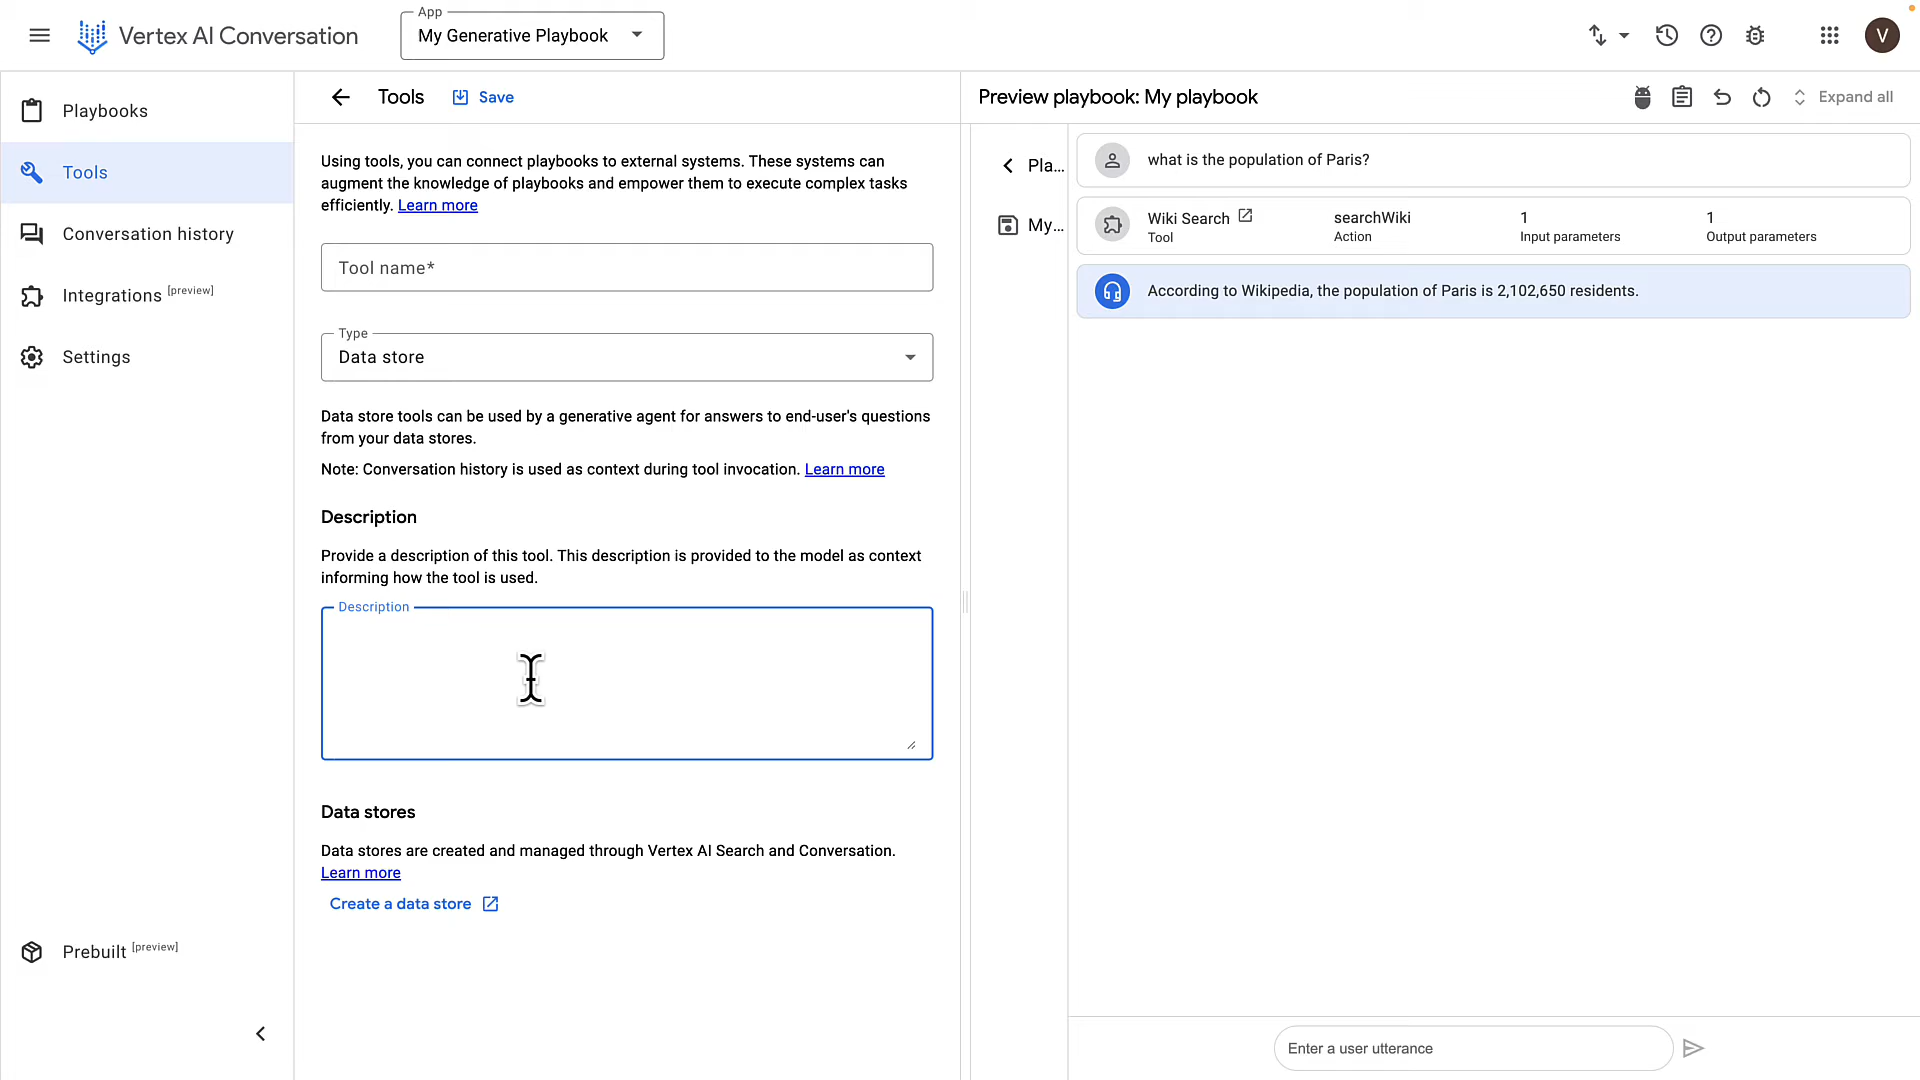 Vertex AI Conversation
App
My Generative Playbook
V
Playbooks
Tools
Conversation history
Integrations [preview]
Settings
Prebuilt [preview]
Tools
Save
Using tools, you can connect playbooks to external systems. These systems can
augment the knowledge of playbooks and empower them to execute complex tasks
efficiently. Learn more
Tool name*
Type
Data store
Data store tools can be used by a generative agent for answers to end-user's questions
from your data stores.
Note: Conversation history is used as context during tool invocation. Learn more
Description
Provide a description of this tool. This description is provided to the model as context
informing how the tool is used.
Description
Data stores
Data stores are created and managed through Vertex AI Search and Conversation.
Learn more
Create a data store
Preview playbook: My playbook
Expand all
Pla...
My...
what is the population of Paris?
Wiki Search
Tool
searchWiki
Action
1
Input parameters
1
Output parameters
According to Wikipedia, the population of Paris is 2,102,650 residents.
Enter a user utterance